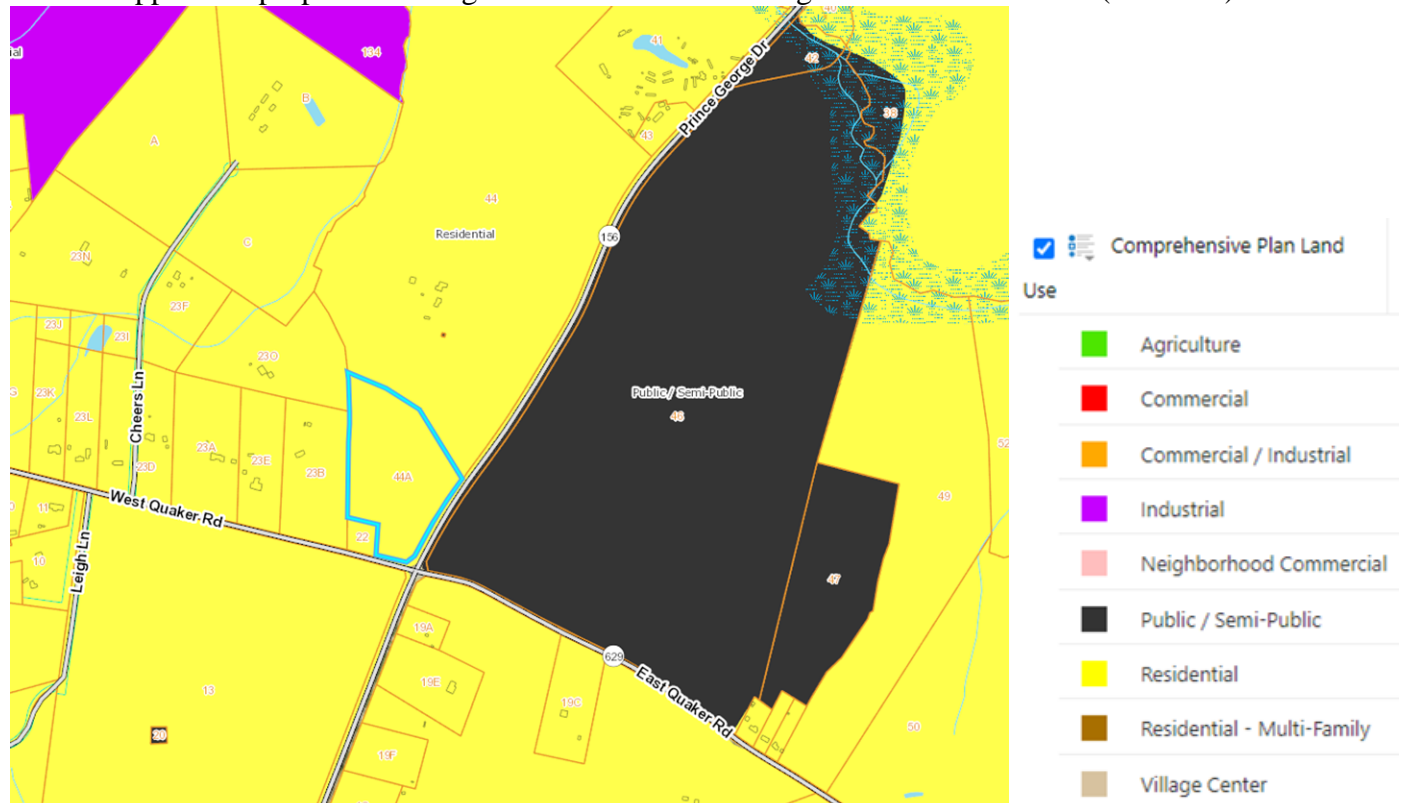 ial
134
41
40
42
B
38
A
43
Prince George Dr
44
Residential
156
C
23N
23F
23J
23I
23O
Public / Semi-Public
46
G
23K
23L
Cheers Ln
23A
23E
23B
44A
52
23D
49
West Quaker Rd
11
22
10
Leigh Ln
47
19A
629
East Quaker Rd
13
19E
19C
50
20
19F
Comprehensive Plan Land
Use
Agriculture
Commercial
Commercial / Industrial
Industrial
Neighborhood Commercial
Public / Semi-Public
Residential
Residential - Multi-Family
Village Center